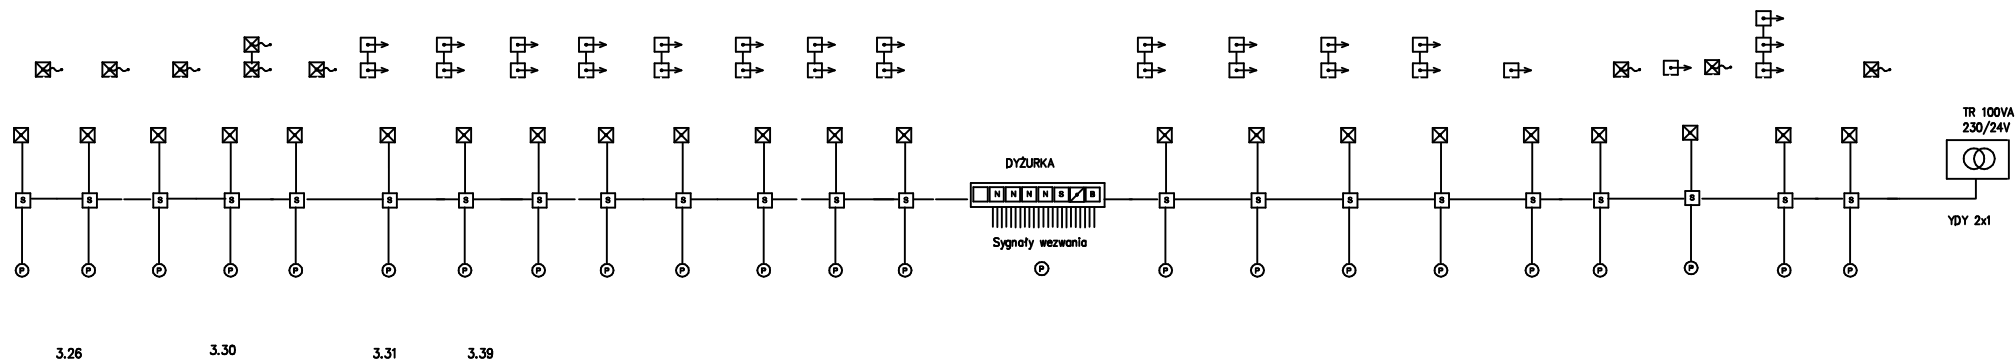 TR 100VA
230/24V
DYŻURKA
N N N N S B
S S S S S S S S S S S S S S S S S S S S S S
YDY 2x1
Sygnały wezwania
P P P P P P P P P P P P P P P P P P P P P P P
3.26 3.30 3.31 3.39